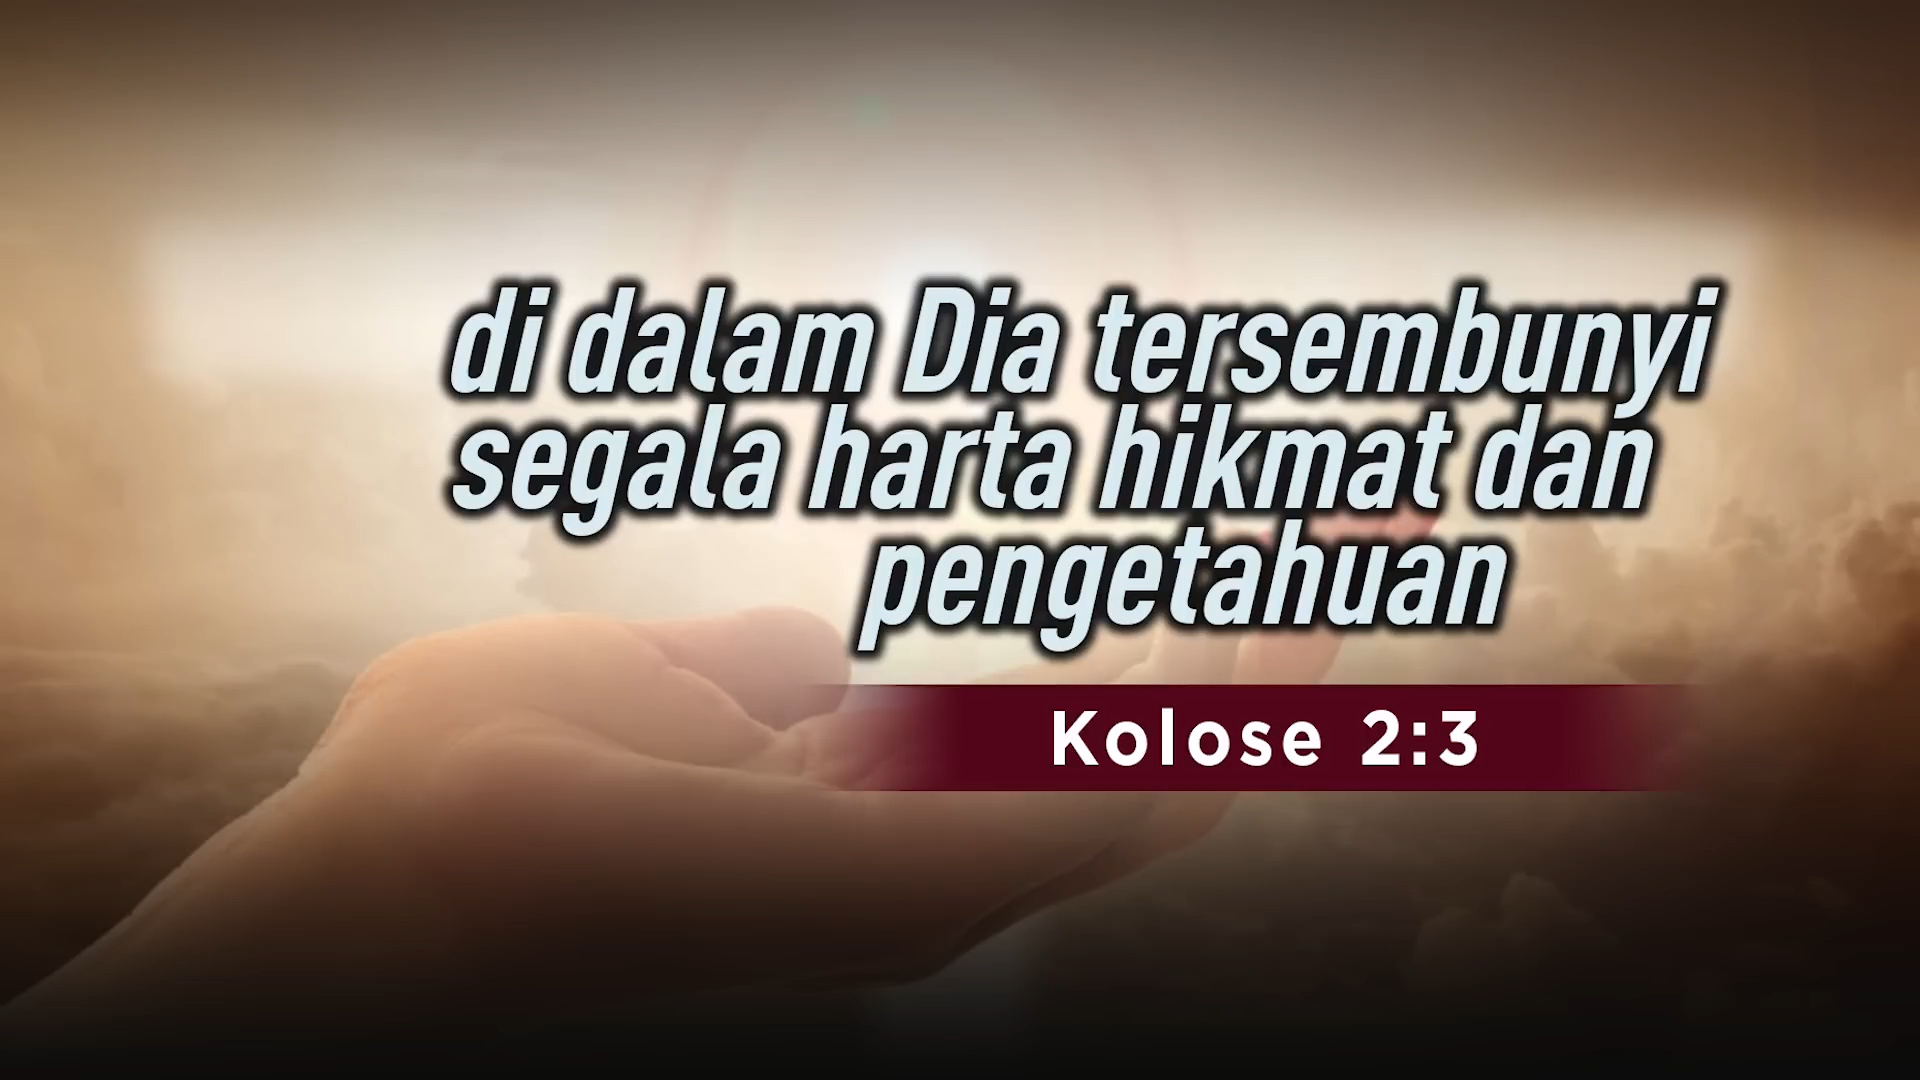 di dalam Dia tersembunyi
segala harta hikmat dan
pengetahuan
Kolose 2:3